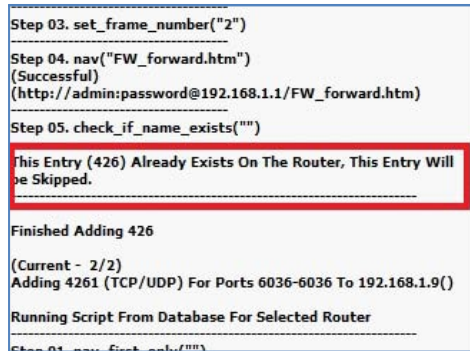 Step 03. set_frame_number("2")
Step 04. nav("FW_forward.htm")
(Successful)
(http://admin:password@192.168.1.1/FW_forward.htm)
Step 05. check_if_name_exists("")
This Entry (426) Already Exists On The Router, This Entry Will
be Skipped.
Finished Adding 426
(Current - 2/2)
Adding 4261 (TCP/UDP) For Ports 6036-6036 To 192.168.1.9()
Running Script From Database For Selected Router
Step 01. nav_first_only("")